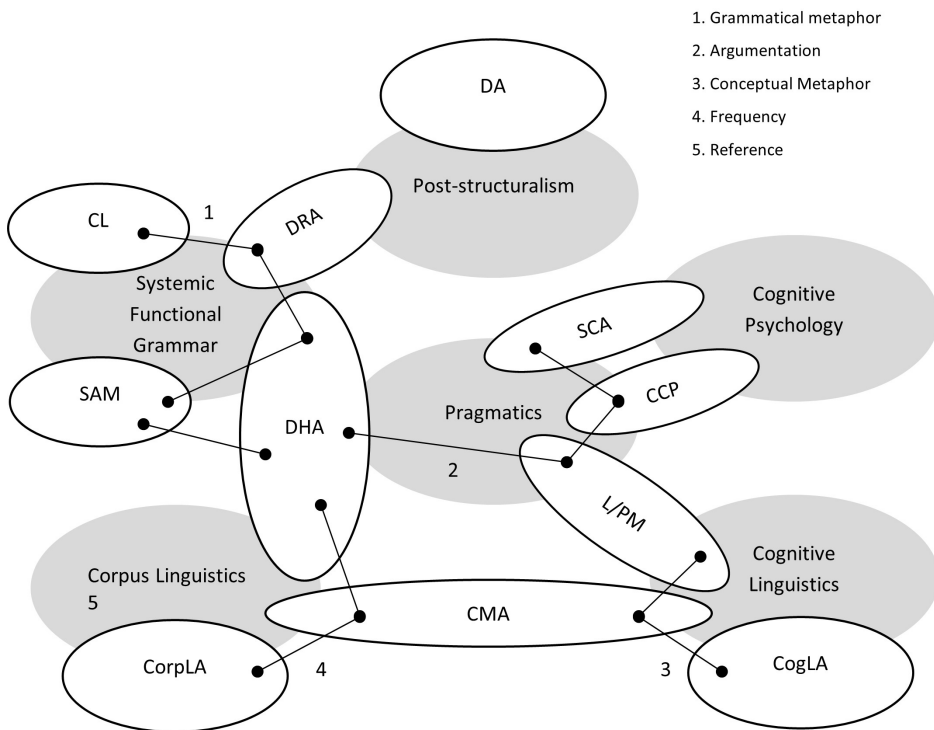 1. Grammatical metaphor
2. Argumentation
3. Conceptual Metaphor
4. Frequency
5. Reference
DA
Post-structuralism
CL
1
DRA
Systemic
Functional
Grammar
SCA
Cognitive
Psychology
SAM
CCP
Pragmatics
DHA
2
L/PM
Corpus Linguistics
5
Cognitive
Linguistics
CMA
CorpLA
4
3
CogLA